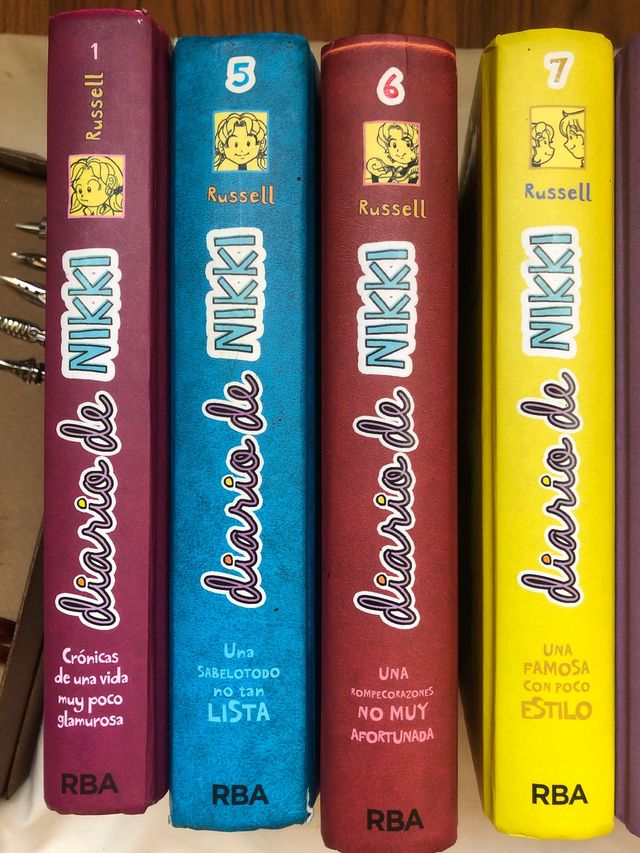 1
Russell
diario de NIKKI
Crónicas
de una vida
muy poco
glamurosa
RBA
5
Russell
diario de NIKKI
Una
SABELOTODO
no tan
LISTA
RBA
6
Russell
diario de NIKKI
UNA
ROMPECORAZONES
NO MUY
AFORTUNADA
RBA
7
Russell
diario de NIKKI
UNA
FAMOSA
CON POCO
ESTILO
RBA